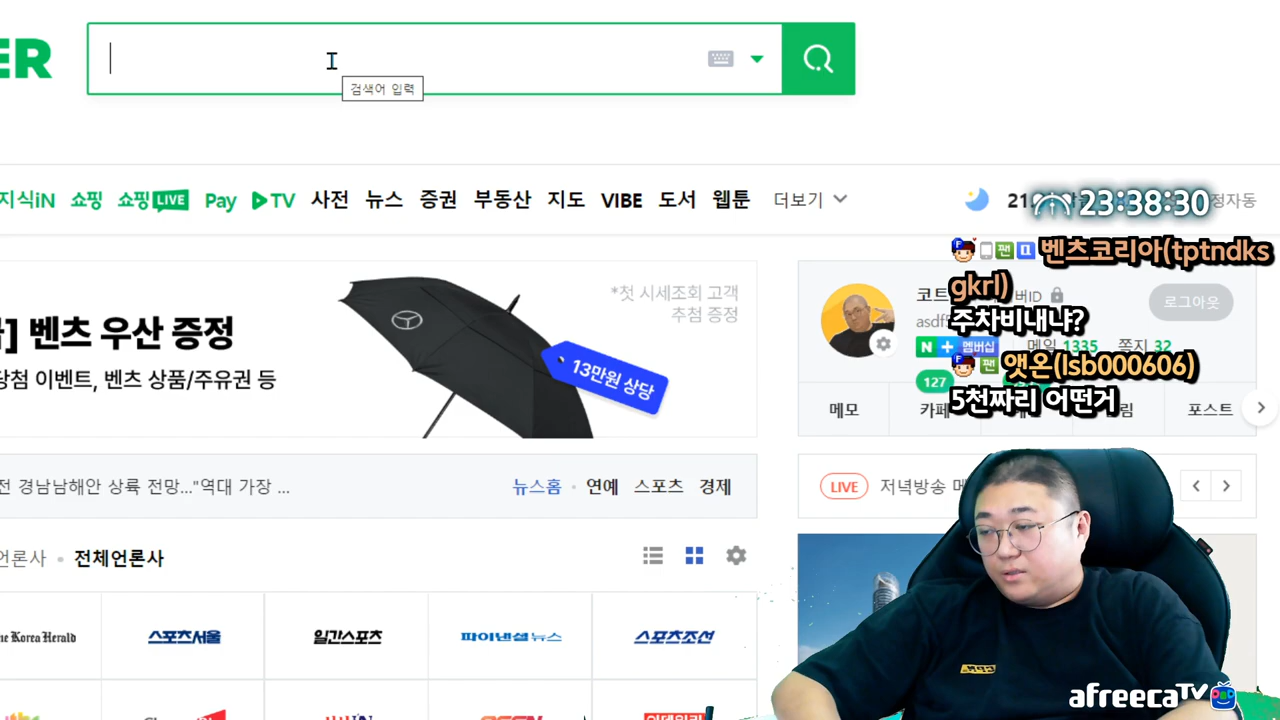 ER
검색어 입력
지식iN 쇼핑 쇼핑LIVE Pay TV 사전 뉴스 증권 부동산 지도 VIBE 도서 웹툰 더보기
23:38:30
정자동
벤츠코리아(tptndks
gkrl)
주차비내냐?
앳온(lsb000606)
5천짜리 어떤거
*첫 시세조회 고객
추첨 증정
] 벤츠 우산 증정
당첨 이벤트, 벤츠 상품/주유권 등
13만원 상당
코트
로그아웃
N + 멤버십
메일 1335 쪽지 32
127
메모 카페 포스트
전 경남남해안 상륙 전망..."역대 가장 ...
뉴스홈 연예 스포츠 경제
LIVE 저녁방송
언론사 전체언론사
The Korea Herald 스포츠서울 일간스포츠 파이낸셜뉴스 스포츠조선
afreecaTV